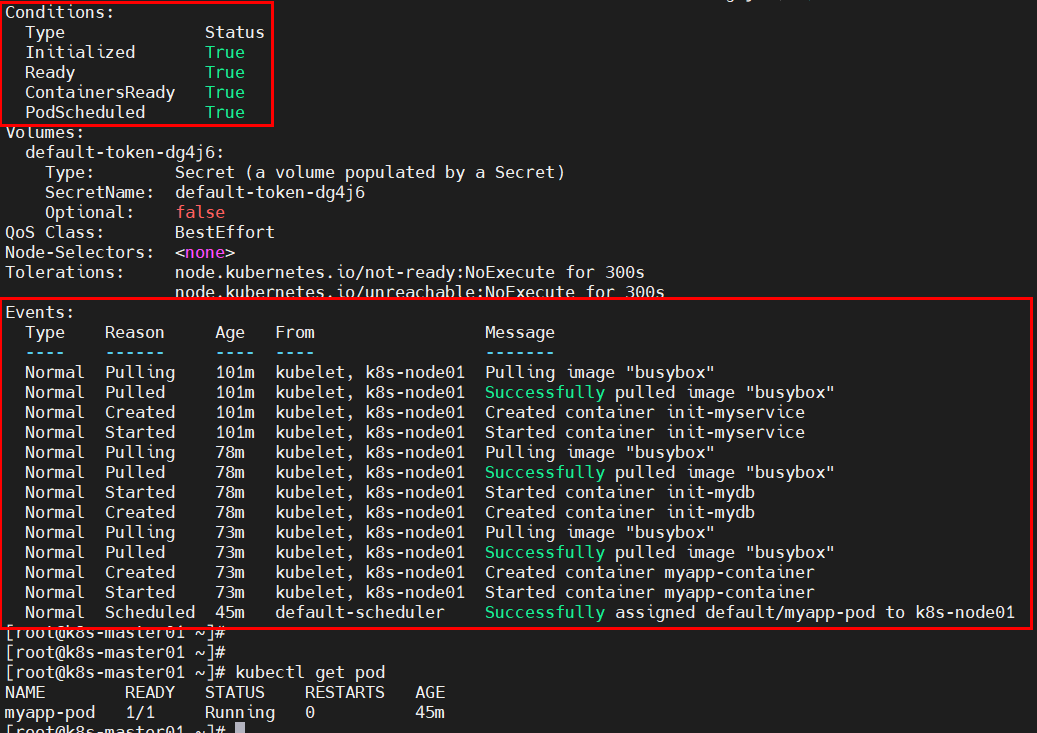 Conditions:
  Type              Status
  Initialized       True
  Ready             True
  ContainersReady   True
  PodScheduled      True
Volumes:
  default-token-dg4j6:
    Type:        Secret (a volume populated by a Secret)
    SecretName:  default-token-dg4j6
    Optional:    false
QoS Class:       BestEffort
Node-Selectors:  <none>
Tolerations:     node.kubernetes.io/not-ready:NoExecute for 300s
                 node.kubernetes.io/unreachable:NoExecute for 300s
Events:
  Type    Reason     Age   From                 Message
  ----    ------     ----  ----                 -------
  Normal  Pulling    101m  kubelet, k8s-node01  Pulling image "busybox"
  Normal  Pulled     101m  kubelet, k8s-node01  Successfully pulled image "busybox"
  Normal  Created    101m  kubelet, k8s-node01  Created container init-myservice
  Normal  Started    101m  kubelet, k8s-node01  Started container init-myservice
  Normal  Pulling    78m   kubelet, k8s-node01  Pulling image "busybox"
  Normal  Pulled     78m   kubelet, k8s-node01  Successfully pulled image "busybox"
  Normal  Started    78m   kubelet, k8s-node01  Started container init-mydb
  Normal  Created    78m   kubelet, k8s-node01  Created container init-mydb
  Normal  Pulling    73m   kubelet, k8s-node01  Pulling image "busybox"
  Normal  Pulled     73m   kubelet, k8s-node01  Successfully pulled image "busybox"
  Normal  Created    73m   kubelet, k8s-node01  Created container myapp-container
  Normal  Started    73m   kubelet, k8s-node01  Started container myapp-container
  Normal  Scheduled  45m   default-scheduler    Successfully assigned default/myapp-pod to k8s-node01
[root@k8s-master01 ~]#
[root@k8s-master01 ~]#
[root@k8s-master01 ~]# kubectl get pod
NAME        READY   STATUS    RESTARTS   AGE
myapp-pod   1/1     Running   0          45m
[root@k8s-master01 ~]#